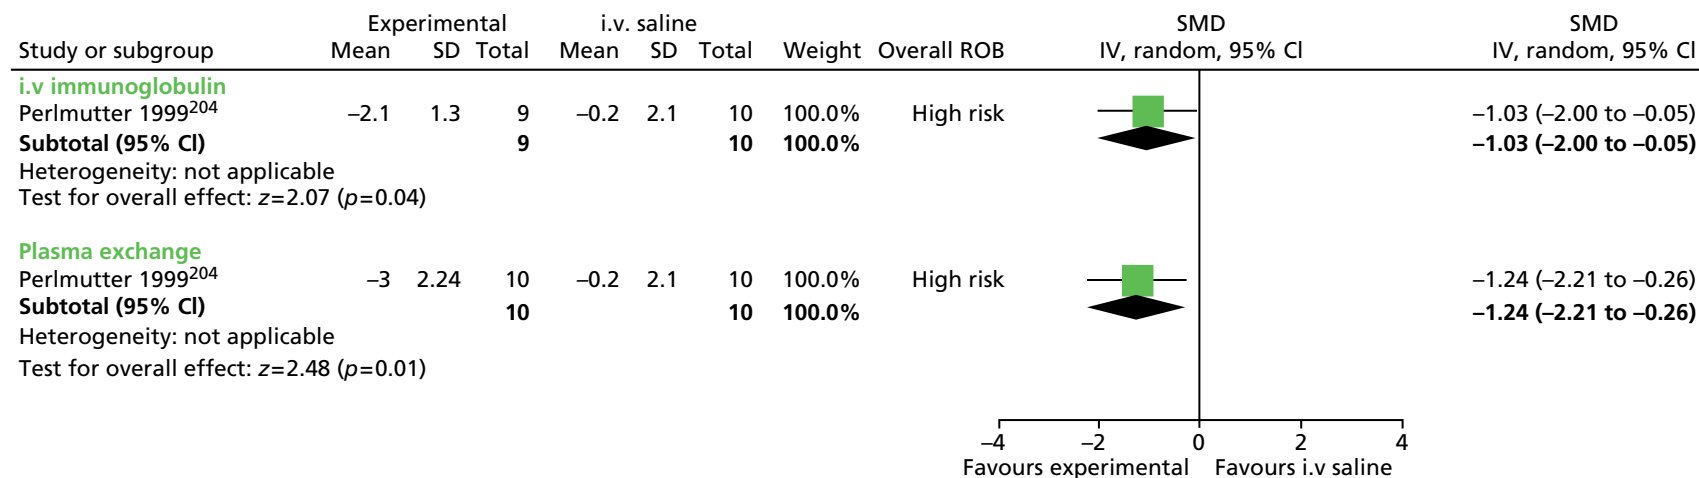 Experimental i.v. saline SMD SMD
Study or subgroup Mean SD Total Mean SD Total Weight Overall ROB IV, random, 95% CI IV, random, 95% CI
i.v immunoglobulin
Perlmutter 1999204 −2.1 1.3 9 −0.2 2.1 10 100.0% High risk −1.03 (−2.00 to −0.05)
Subtotal (95% CI) 9 10 100.0% −1.03 (−2.00 to −0.05)
Heterogeneity: not applicable
Test for overall effect: z=2.07 (p=0.04)
Plasma exchange
Perlmutter 1999204 −3 2.24 10 −0.2 2.1 10 100.0% High risk −1.24 (−2.21 to −0.26)
Subtotal (95% CI) 10 10 100.0% −1.24 (−2.21 to −0.26)
Heterogeneity: not applicable
Test for overall effect: z=2.48 (p=0.01)
−4 −2 0 2 4
Favours experimental Favours i.v saline